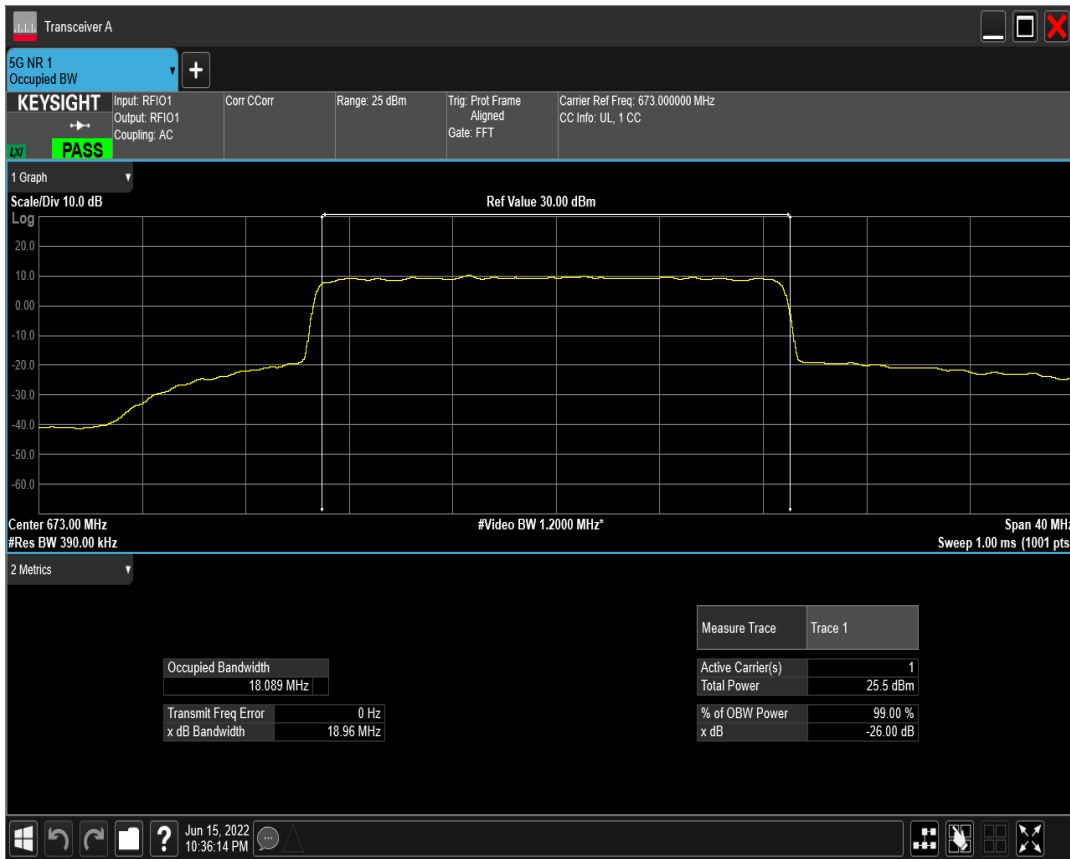 Transceiver A
5G NR 1
Occupied BW
KEYSIGHT
LXI
PASS
Input: RFIO1
Output: RFIO1
Coupling: AC
Corr CCorr
Range: 25 dBm
Trig: Prot Frame
Aligned
Gate: FFT
Carrier Ref Freq: 673.000000 MHz
CC Info: UL, 1 CC
1 Graph
Scale/Div 10.0 dB
Ref Value 30.00 dBm
Log
20.0
10.0
0.00
-10.0
-20.0
-30.0
-40.0
-50.0
-60.0
Center 673.00 MHz
#Video BW 1.2000 MHz*
Span 40 MHz
#Res BW 390.00 kHz
Sweep 1.00 ms (1001 pts
2 Metrics
Measure Trace Trace 1
Occupied Bandwidth
18.089 MHz
Active Carrier(s) 1
Total Power 25.5 dBm
Transmit Freq Error 0 Hz
x dB Bandwidth 18.96 MHz
% of OBW Power 99.00 %
x dB -26.00 dB
Jun 15, 2022
10:36:14 PM